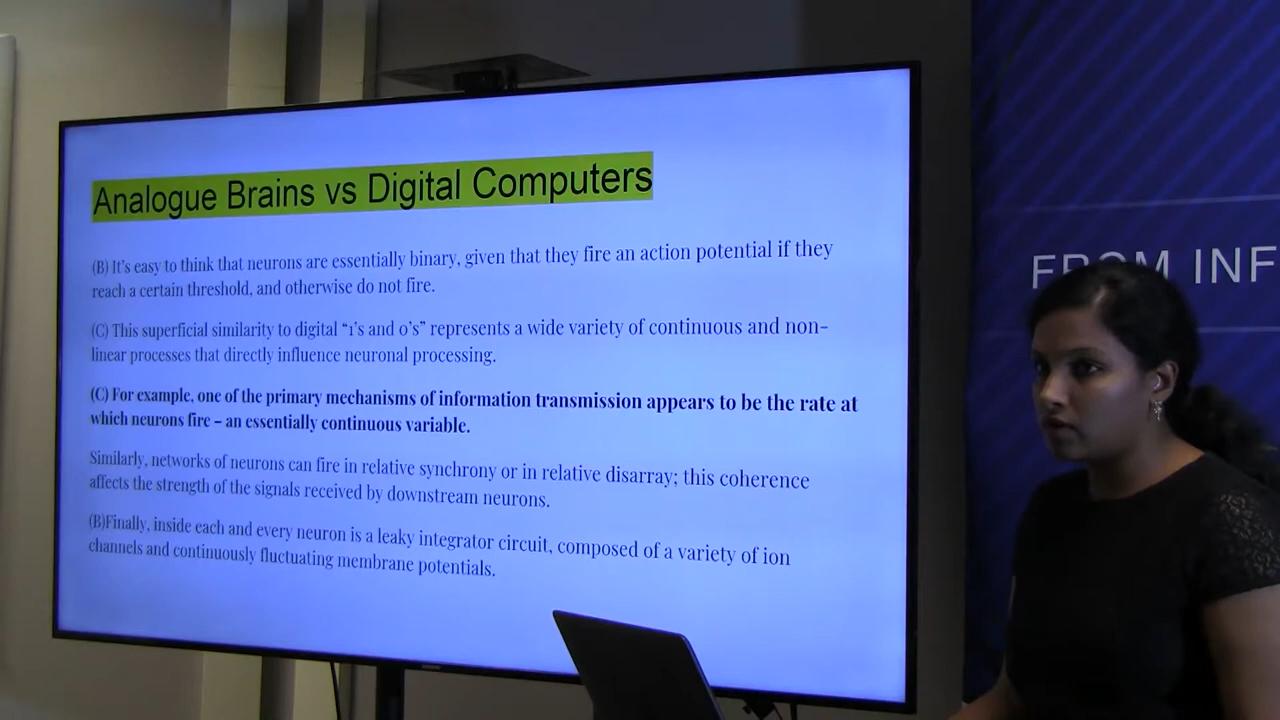 Analogue Brains vs Digital Computers
(B) It's easy to think that neurons are essentially binary, given that they fire an action potential if they
reach a certain threshold, and otherwise do not fire.
(C) This superficial similarity to digital “1's and 0's” represents a wide variety of continuous and non-
linear processes that directly influence neuronal processing.
(C) For example, one of the primary mechanisms of information transmission appears to be the rate at
which neurons fire – an essentially continuous variable.
Similarly, networks of neurons can fire in relative synchrony or in relative disarray; this coherence
affects the strength of the signals received by downstream neurons.
(B)Finally, inside each and every neuron is a leaky integrator circuit, composed of a variety of ion
channels and continuously fluctuating membrane potentials.
FROM INF